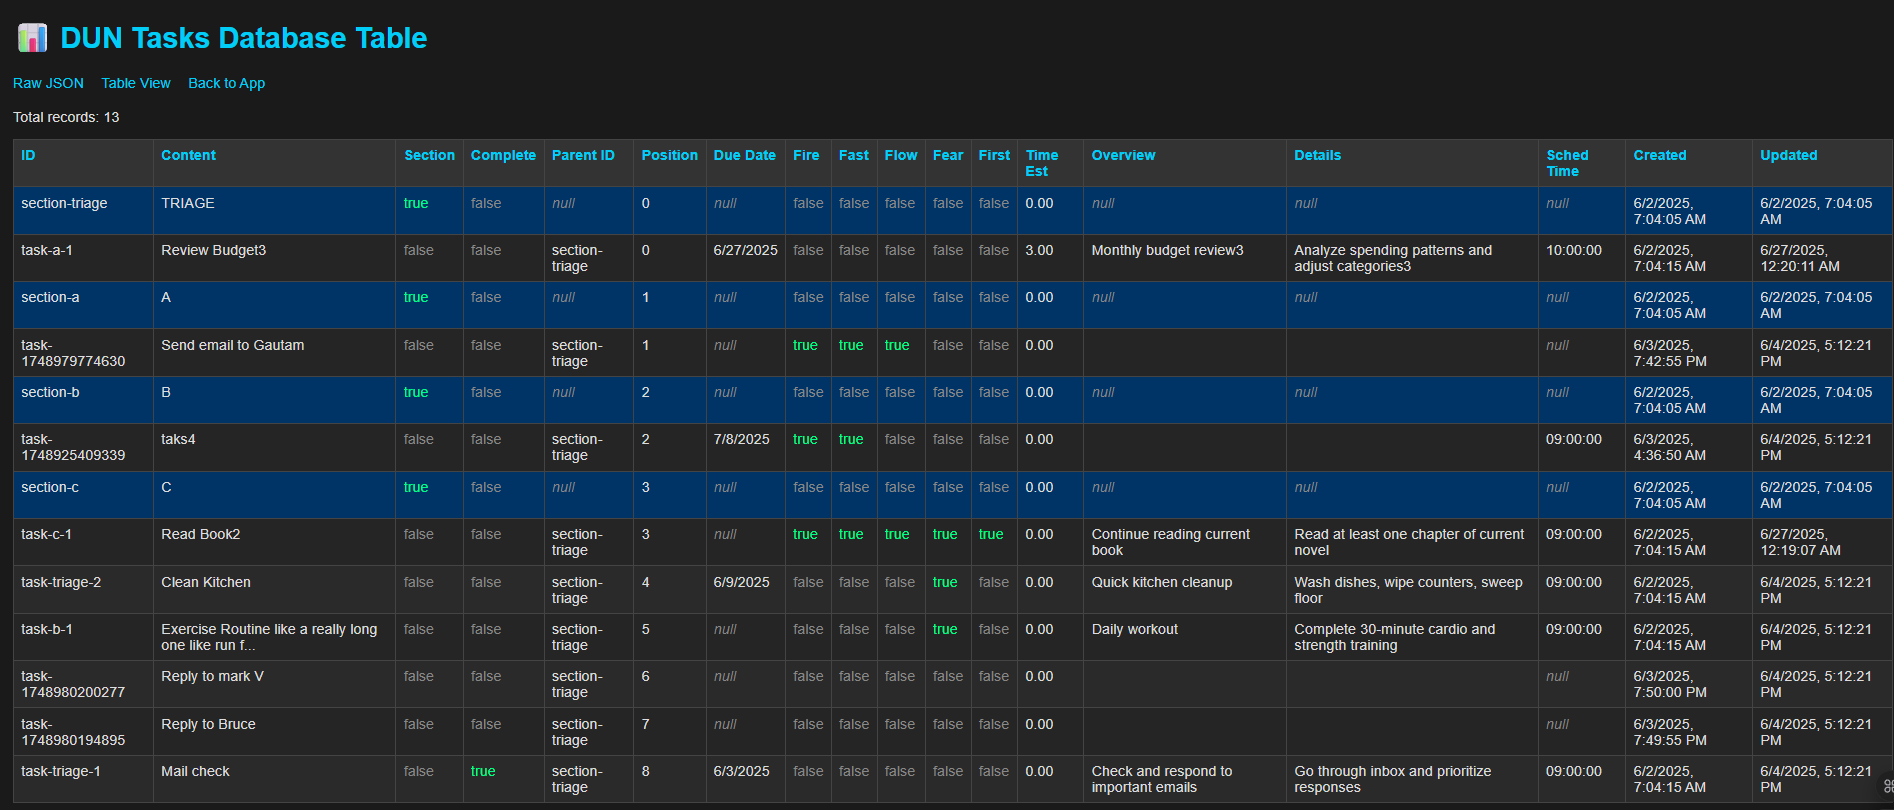 DUN Tasks Database Table
Raw JSON Table View Back to App
Total records: 13
ID Content Section Complete Parent ID Position Due Date Fire Fast Flow Fear First Time Est Overview Details Sched Time Created Updated
section-triage TRIAGE true false null 0 null false false false false false 0.00 null null null 6/2/2025, 7:04:05 AM 6/2/2025, 7:04:05 AM
task-a-1 Review Budget3 false false section-triage 0 6/27/2025 false false false false false 3.00 Monthly budget review3 Analyze spending patterns and adjust categories3 10:00:00 6/2/2025, 7:04:15 AM 6/27/2025, 12:20:11 AM
section-a A true false null 1 null false false false false false 0.00 null null null 6/2/2025, 7:04:05 AM 6/2/2025, 7:04:05 AM
task-1748979774630 Send email to Gautam false false section-triage 1 null true true true false false 0.00 null 6/3/2025, 7:42:55 PM 6/4/2025, 5:12:21 PM
section-b B true false null 2 null false false false false false 0.00 null null null 6/2/2025, 7:04:05 AM 6/2/2025, 7:04:05 AM
task-1748925409339 taks4 false false section-triage 2 7/8/2025 true true false false false 0.00 09:00:00 6/3/2025, 4:36:50 AM 6/4/2025, 5:12:21 PM
section-c C true false null 3 null false false false false false 0.00 null null null 6/2/2025, 7:04:05 AM 6/2/2025, 7:04:05 AM
task-c-1 Read Book2 false false section-triage 3 null true true true true true 0.00 Continue reading current book Read at least one chapter of current novel 09:00:00 6/2/2025, 7:04:15 AM 6/27/2025, 12:19:07 AM
task-triage-2 Clean Kitchen false false section-triage 4 6/9/2025 false false false true false 0.00 Quick kitchen cleanup Wash dishes, wipe counters, sweep floor 09:00:00 6/2/2025, 7:04:15 AM 6/4/2025, 5:12:21 PM
task-b-1 Exercise Routine like a really long one like run f... false false section-triage 5 null false false false true false 0.00 Daily workout Complete 30-minute cardio and strength training 09:00:00 6/2/2025, 7:04:15 AM 6/4/2025, 5:12:21 PM
task-1748980200277 Reply to mark V false false section-triage 6 null false false false false false 0.00 null 6/3/2025, 7:50:00 PM 6/4/2025, 5:12:21 PM
task-1748980194895 Reply to Bruce false false section-triage 7 null false false false false false 0.00 null 6/3/2025, 7:49:55 PM 6/4/2025, 5:12:21 PM
task-triage-1 Mail check false true section-triage 8 6/3/2025 false false false false false 0.00 Check and respond to important emails Go through inbox and prioritize responses 09:00:00 6/2/2025, 7:04:15 AM 6/4/2025, 5:12:21 PM